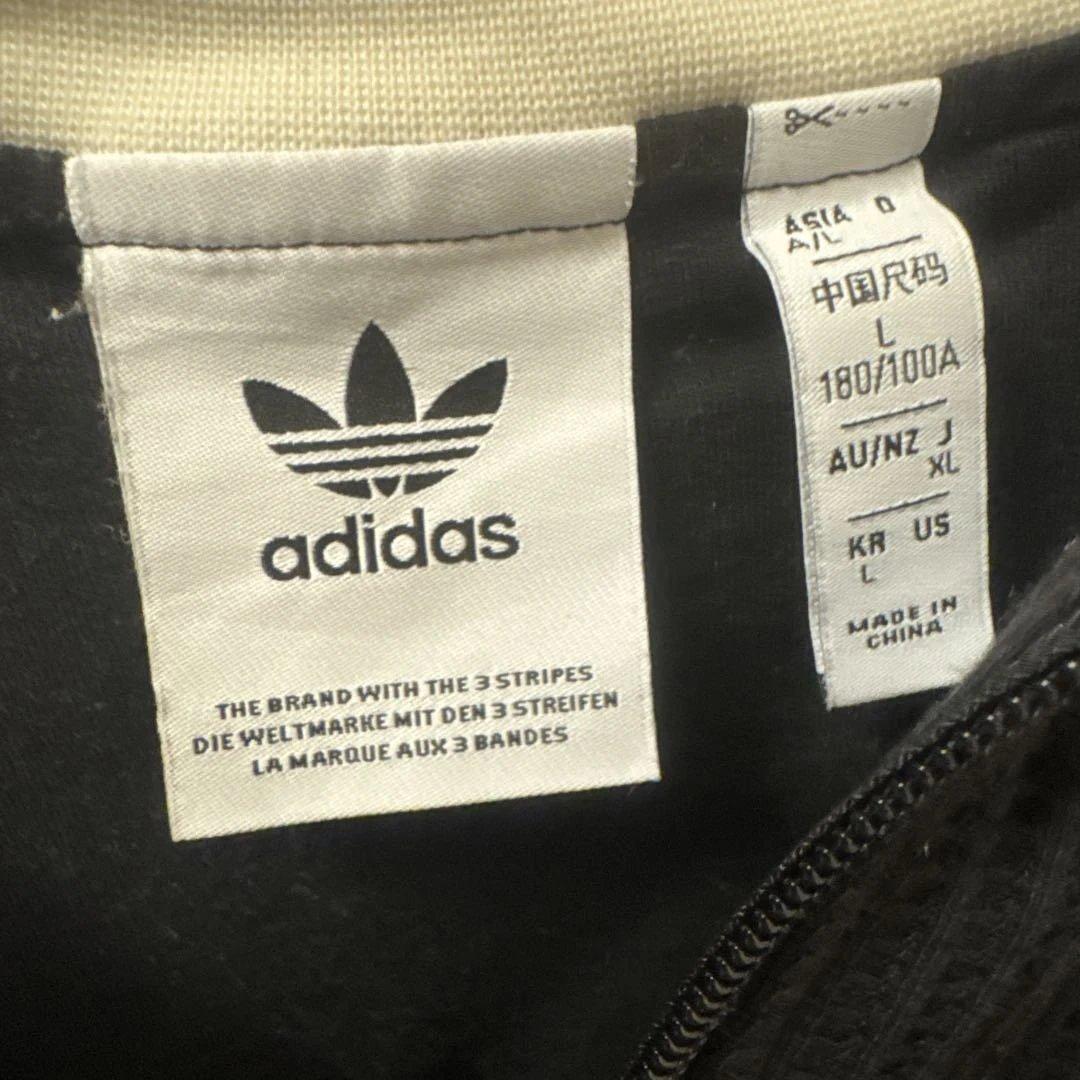 adidas
THE BRAND WITH THE 3 STRIPES
DIE WELTMARKE MIT DEN 3 STREIFEN
LA MARQUE AUX 3 BANDES
ASIA D
A/L
中国尺码
L
180/100A
AU/NZ J
XL
KR US
L
MADE IN
CHINA